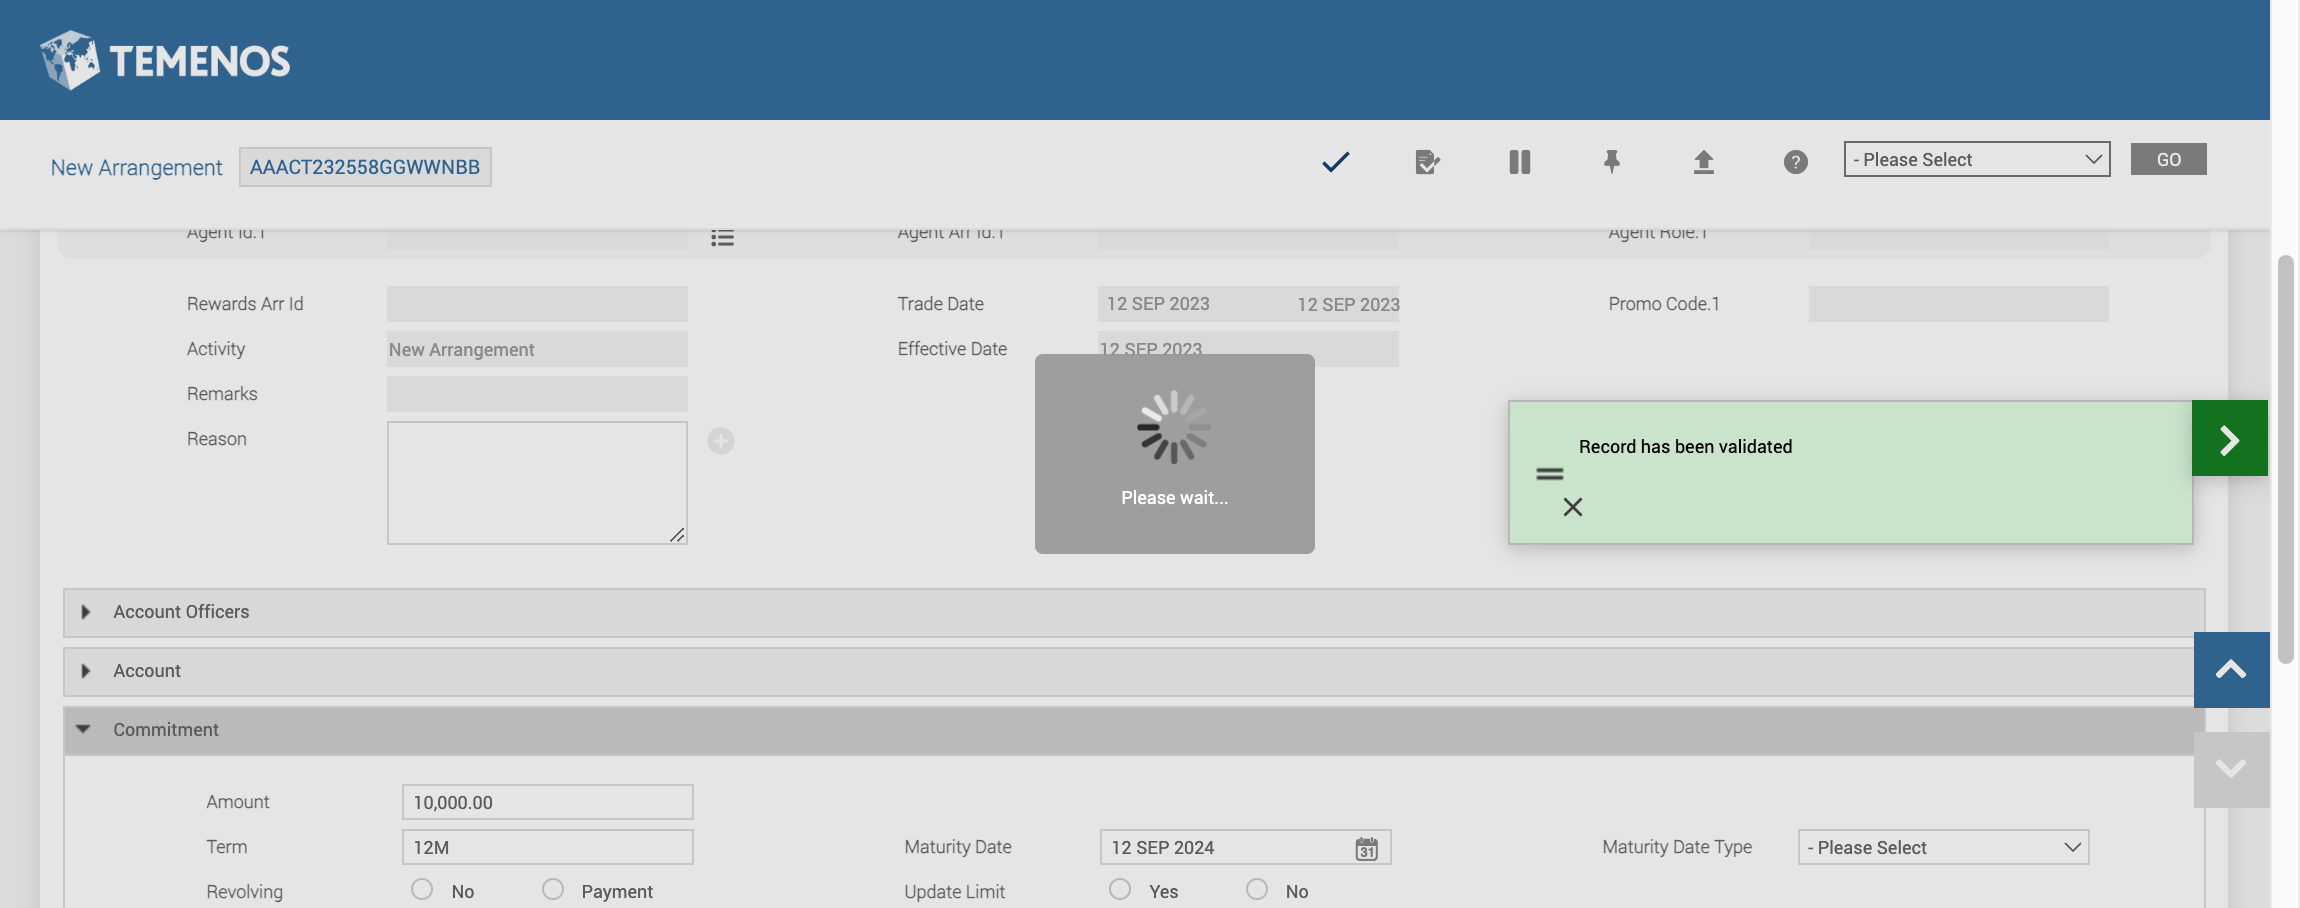 TEMENOS
New Arrangement AAACT232558GGWWNBB
- Please Select GO
Agent Id.1 Agent Arr Id.1 Agent Role.1
Rewards Arr Id Trade Date 12 SEP 2023 12 SEP 2023 Promo Code.1
Activity New Arrangement Effective Date 12 SEP 2023
Remarks
Reason
Record has been validated
Please wait...
Account Officers
Account
Commitment
Amount 10,000.00
Term 12M Maturity Date 12 SEP 2024 31 Maturity Date Type - Please Select
Revolving No Payment Update Limit Yes No